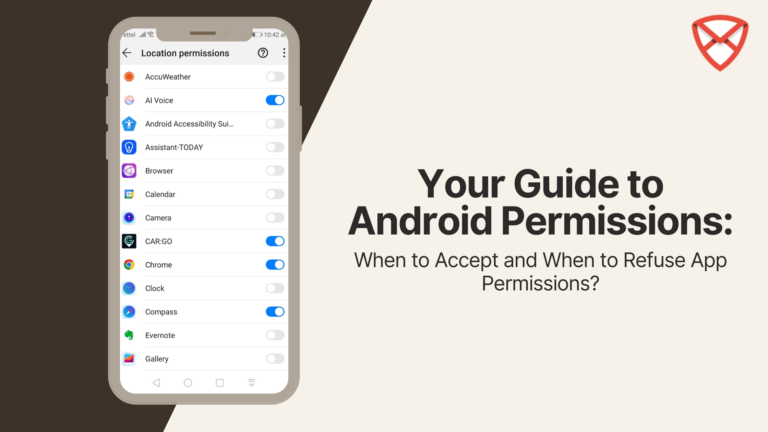 10:42
Location permissions
AccuWeather
AI Voice
Android Accessibility Sui...
Assistant-TODAY
Browser
Calendar
Camera
CAR:GO
Chrome
Clock
Compass
Evernote
Gallery
Your Guide to
Android Permissions:
When to Accept and When to Refuse App
Permissions?